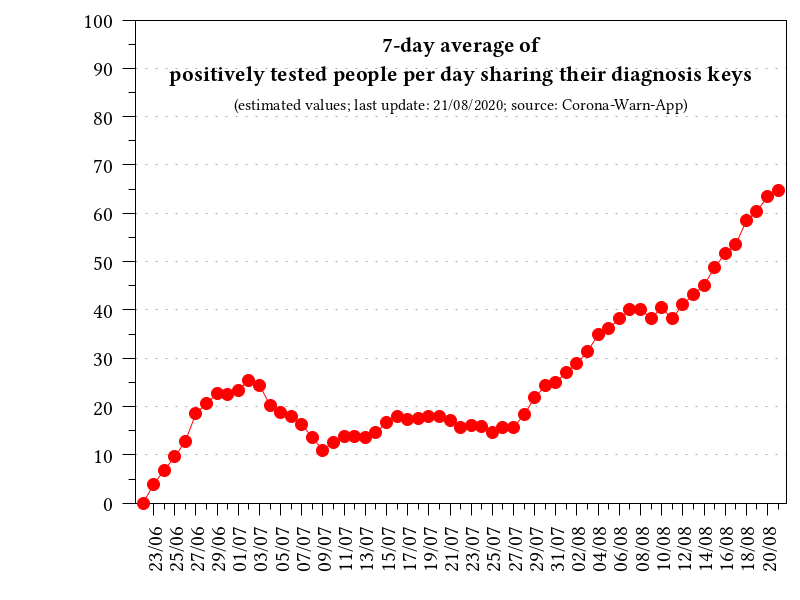 7-day average of
positively tested people per day sharing their diagnosis keys
(estimated values; last update: 21/08/2020; source: Corona-Warn-App)
100
90
80
70
60
50
40
30
20
10
0
23/06 25/06 27/06 29/06 01/07 03/07 05/07 07/07 09/07 11/07 13/07 15/07 17/07 19/07 21/07 23/07 25/07 27/07 29/07 31/07 02/08 04/08 06/08 08/08 10/08 12/08 14/08 16/08 18/08 20/08